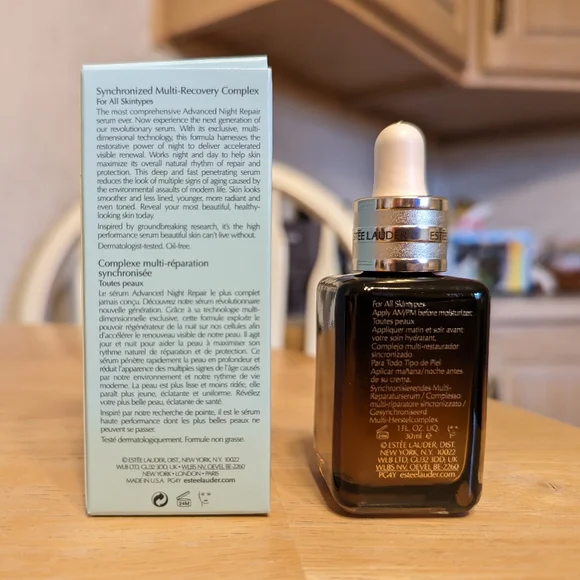 Synchronized Multi-Recovery Complex
For All Skintypes
The most comprehensive Advanced Night Repair
serum ever. Now experience the next generation of
our revolutionary serum. With its exclusive, multi-
dimensional technology, this formula harnesses the
restorative power of night to deliver accelerated
visible renewal. Works night and day to help skin
maximize its overall natural rhythm of repair and
protection. This deep and fast penetrating serum
reduces the look of multiple signs of aging caused by
the environmental assaults of modern life. Skin looks
smoother and less lined, younger, more radiant and
even toned. Reveal your most beautiful, healthy-
looking skin today.
Inspired by groundbreaking research, it's the high
performance serum beautiful skin can't live without.
Dermatologist-tested. Oil-free.
Complexe multi-réparation
synchronisée
Toutes peaux
Le sérum Advanced Night Repair le plus complet
jamais conçu. Découvrez notre sérum révolutionnaire
nouvelle génération. Grâce à sa technologie multi-
dimensionnelle exclusive, cette formule exploite le
pouvoir régénérateur de la nuit sur nos cellules afin
d'accélérer le renouveau visible de notre peau. Il agit
jour et nuit pour aider la peau à maximiser son
rythme naturel de réparation et de protection. Ce
sérum pénètre rapidement la peau en profondeur et
réduit l'apparence des multiples signes de l'âge causés
par notre environnement et notre rythme de vie
moderne. La peau est plus lisse et moins ridée; elle
paraît plus jeune, éclatante et uniforme. Révélez
votre plus belle peau, éclatante de santé.
Inspiré par notre recherche de pointe, il est le sérum
haute performance dont les plus belles peaux ne
peuvent se passer.
Testé dermatologiquement. Formule non grasse.
©ESTÉE LAUDER, DIST. NEW YORK, N.Y. 10022
WLB LTD, GU32 3DD, UK • WLBS NV, OEVEL BE-2260
NEW YORK • LONDON • PARIS
MADE IN U.S.A. PG4Y esteelauder.com
24M
ESTĒE LAUDER
For All Skintypes
Apply AM/PM before moisturizer.
Toutes peaux
Appliquer matin et soir avant
votre soin hydratant.
Complejo multi-restaurador
sincronizado
Para Todo Tipo de Piel
Aplicar mañana/noche antes
de su crema.
Synchronisierendes Multi-
Reparaturserum / Complesso
multi-riparatore sincronizzato /
Gesynchroniseerd
Multi-Herstelcomplex
1 FL. OZ. LIQ.
30ml ℮
© ESTĒE LAUDER, DIST.
NEW YORK, N.Y. 10022
WLB LTD, GU32 3DD, UK
WLBS NV, OEVEL BE-2260
PG4Y esteelauder.com